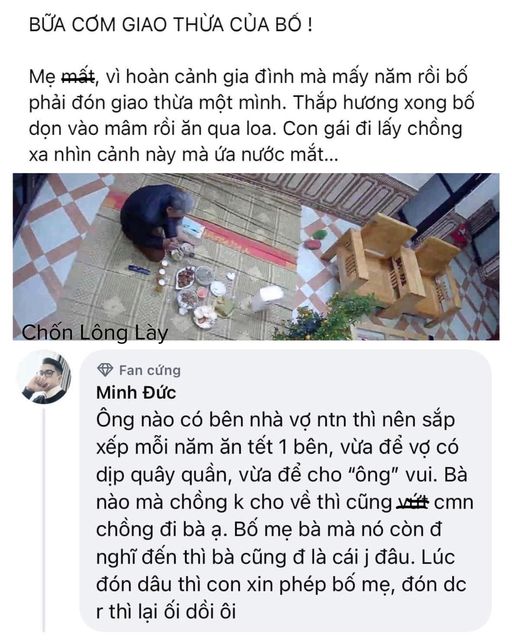 BỮA CƠM GIAO THỪA CỦA BỐ !
Mẹ mất, vì hoàn cảnh gia đình mà mấy năm rồi bố
phải đón giao thừa một mình. Thắp hương xong bố
dọn vào mâm rồi ăn qua loa. Con gái đi lấy chồng
xa nhìn cảnh này mà ứa nước mắt...
Chốn Lông Lày
Fan cứng
Minh Đức
Ông nào có bên nhà vợ ntn thì nên sắp
xếp mỗi năm ăn tết 1 bên, vừa để vợ có
dịp quây quần, vừa để cho “ông” vui. Bà
nào mà chồng k cho về thì cũng vứt cmn
chồng đi bà ạ. Bố mẹ bà mà nó còn đ
nghĩ đến thì bà cũng đ là cái j đâu. Lúc
đón dâu thì con xin phép bố mẹ, đón dc
r thì lại ối dồi ôi